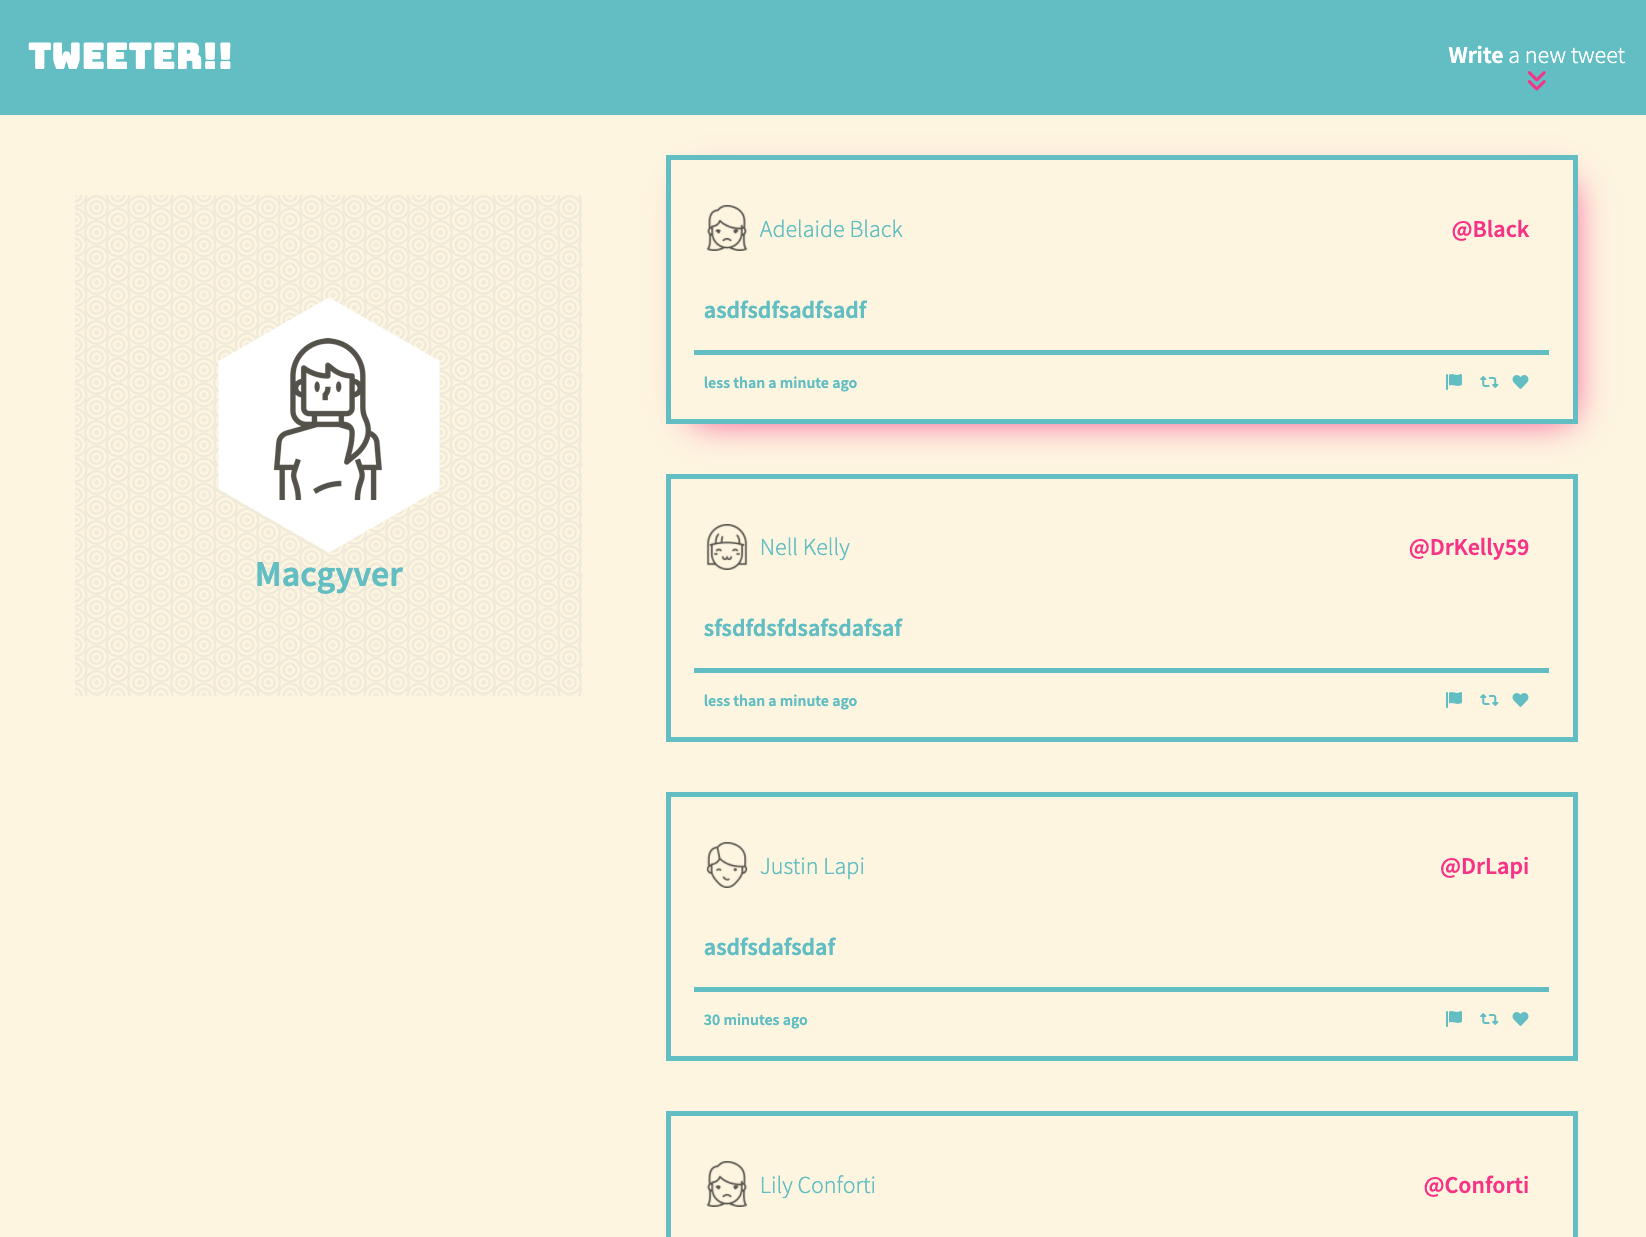 TWEETER!!
Write a new tweet
Macgyver
Adelaide Black
@Black
asdfsdfsadfsadf
less than a minute ago
Nell Kelly
@DrKelly59
sfsdfdsfdsafsdafsaf
less than a minute ago
Justin Lapi
@DrLapi
asdfsdafsdaf
30 minutes ago
Lily Conforti
@Conforti